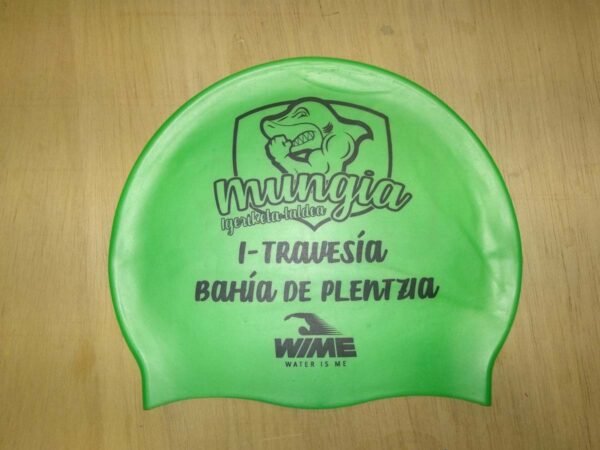 mungia
Igeriketa-taldea
I-TRAVESÍA
BAHÍA DE PLENTZIA
WIME
WATER IS ME